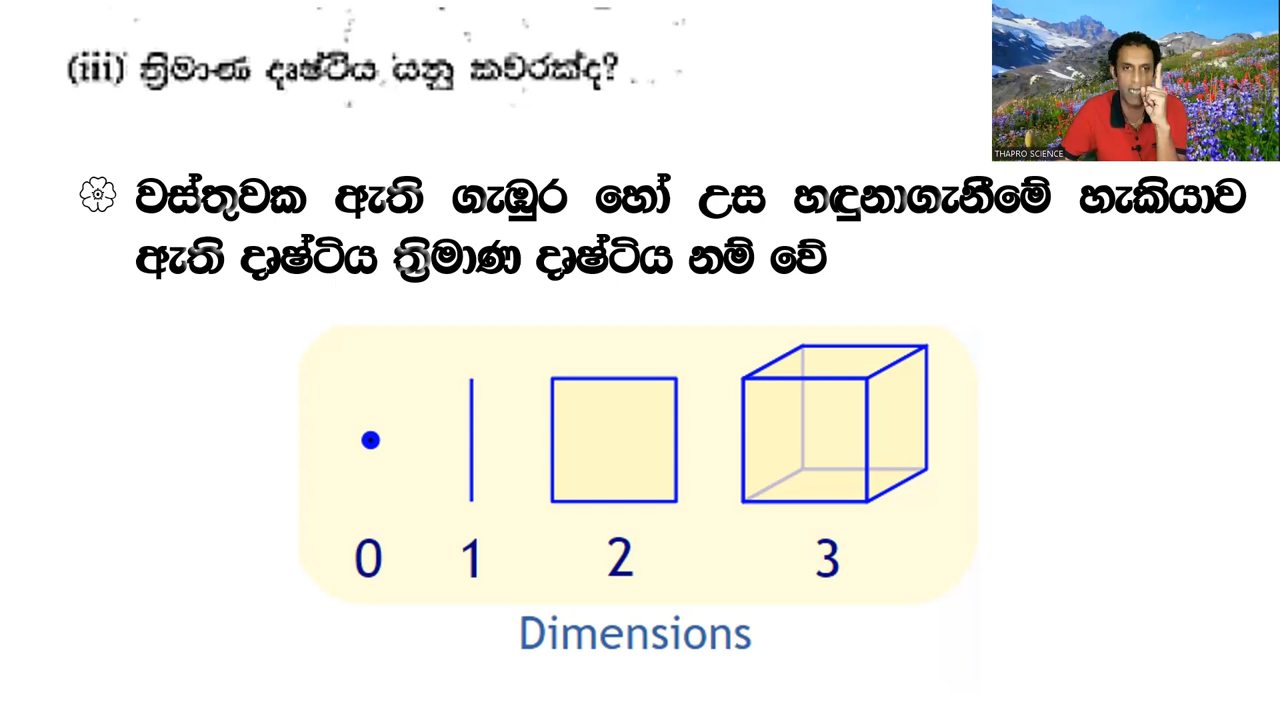 (iii) ත්‍රිමාණ දෘෂ්ටිය යනු කවරක්ද?
THAPRO SCIENCE
වස්තුවක ඇති ගැඹුර හෝ උස හඳුනාගැනීමේ හැකියාව
ඇති දෘෂ්ටිය ත්‍රිමාණ දෘෂ්ටිය නම් වේ
0 1 2 3
Dimensions